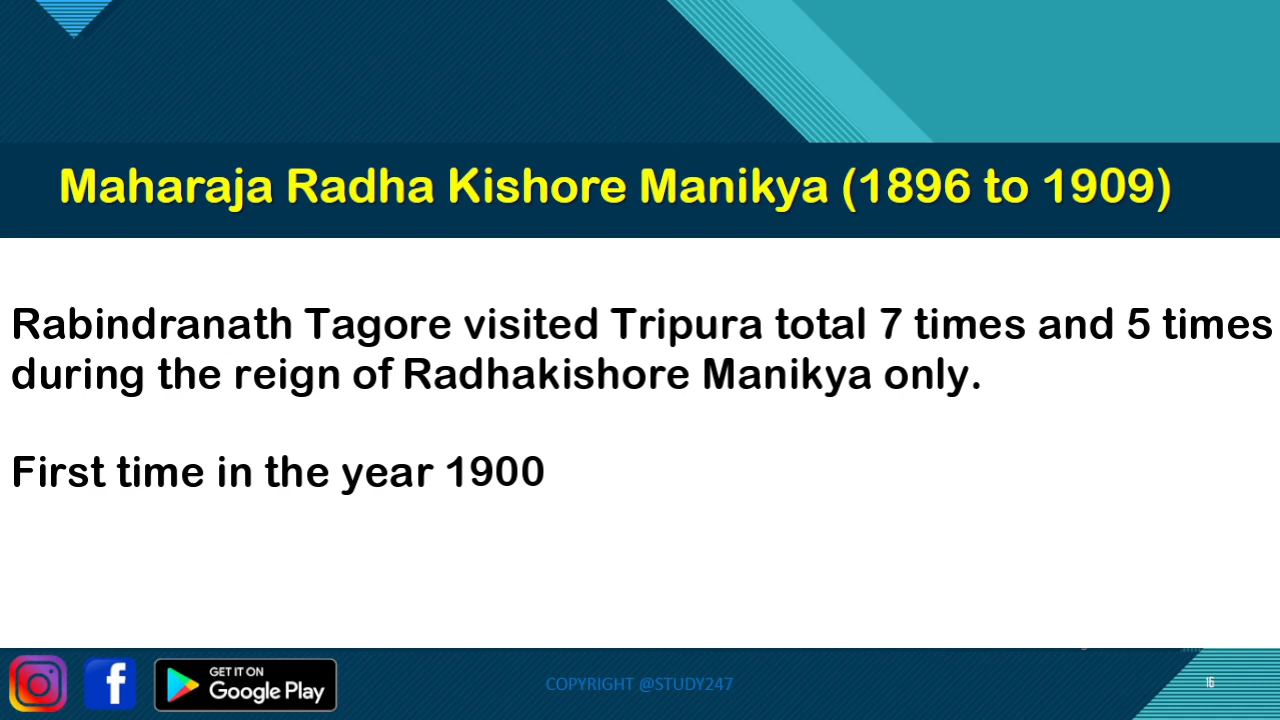 Maharaja Radha Kishore Manikya (1896 to 1909)
Rabindranath Tagore visited Tripura total 7 times and 5 times
during the reign of Radhakishore Manikya only.
First time in the year 1900
GET IT ON
Google Play
COPYRIGHT @STUDY247
16